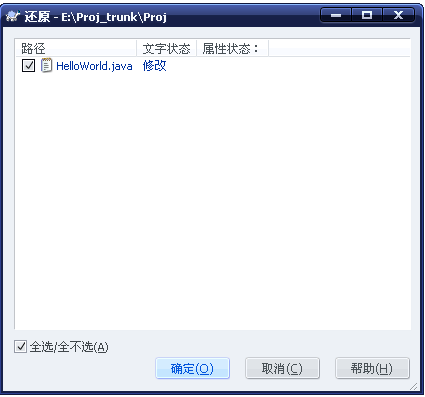 还原 - E:\Proj_trunk\Proj
路径 文字状态 属性状态：
HelloWorld.java 修改
全选/全不选(A)
确定(O) 取消(C) 帮助(H)